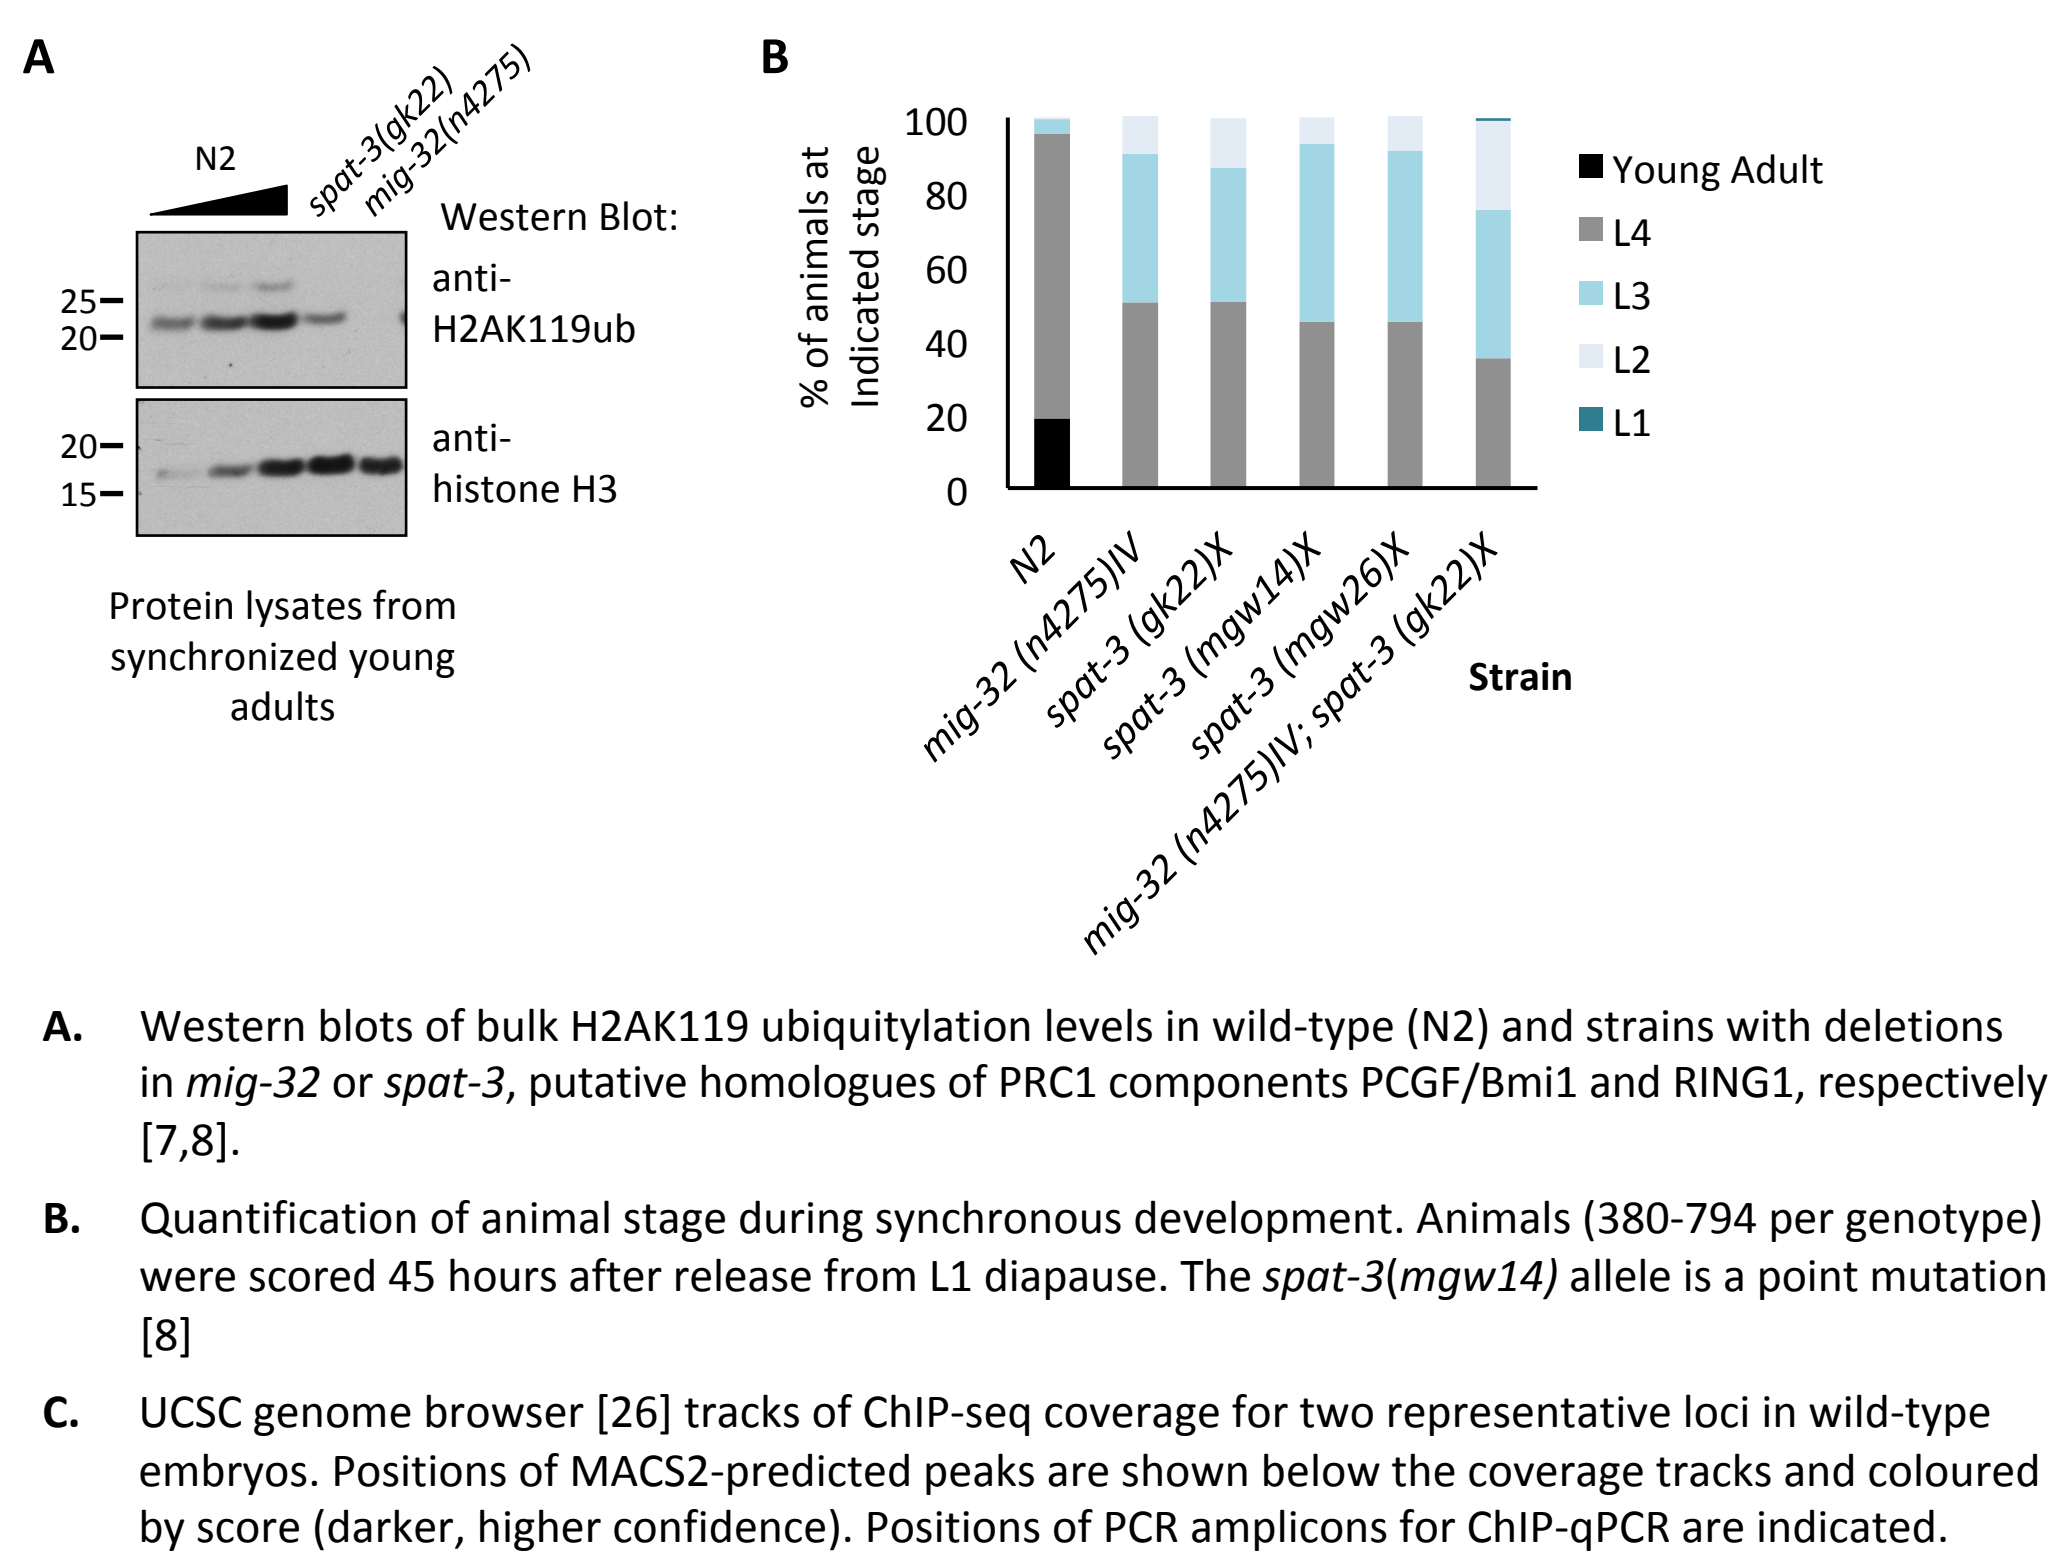 A
N2
spat-3(gk22)
mig-32(n4275)
Western Blot:
anti-
H2AK119ub
25
20
anti-
histone H3
20
15
Protein lysates from
synchronized young
adults
B
% of animals at
Indicated stage
100
80
60
40
20
0
N2
mig-32 (n4275)IV
spat-3 (gk22)X
spat-3 (mgw14)X
spat-3 (mgw26)X
mig-32 (n4275)IV; spat-3 (gk22)X
Strain
Young Adult
L4
L3
L2
L1
A. Western blots of bulk H2AK119 ubiquitylation levels in wild-type (N2) and strains with deletions
in mig-32 or spat-3, putative homologues of PRC1 components PCGF/Bmi1 and RING1, respectively
[7,8].
B. Quantification of animal stage during synchronous development. Animals (380-794 per genotype)
were scored 45 hours after release from L1 diapause. The spat-3(mgw14) allele is a point mutation
[8]
C. UCSC genome browser [26] tracks of ChIP-seq coverage for two representative loci in wild-type
embryos. Positions of MACS2-predicted peaks are shown below the coverage tracks and coloured
by score (darker, higher confidence). Positions of PCR amplicons for ChIP-qPCR are indicated.